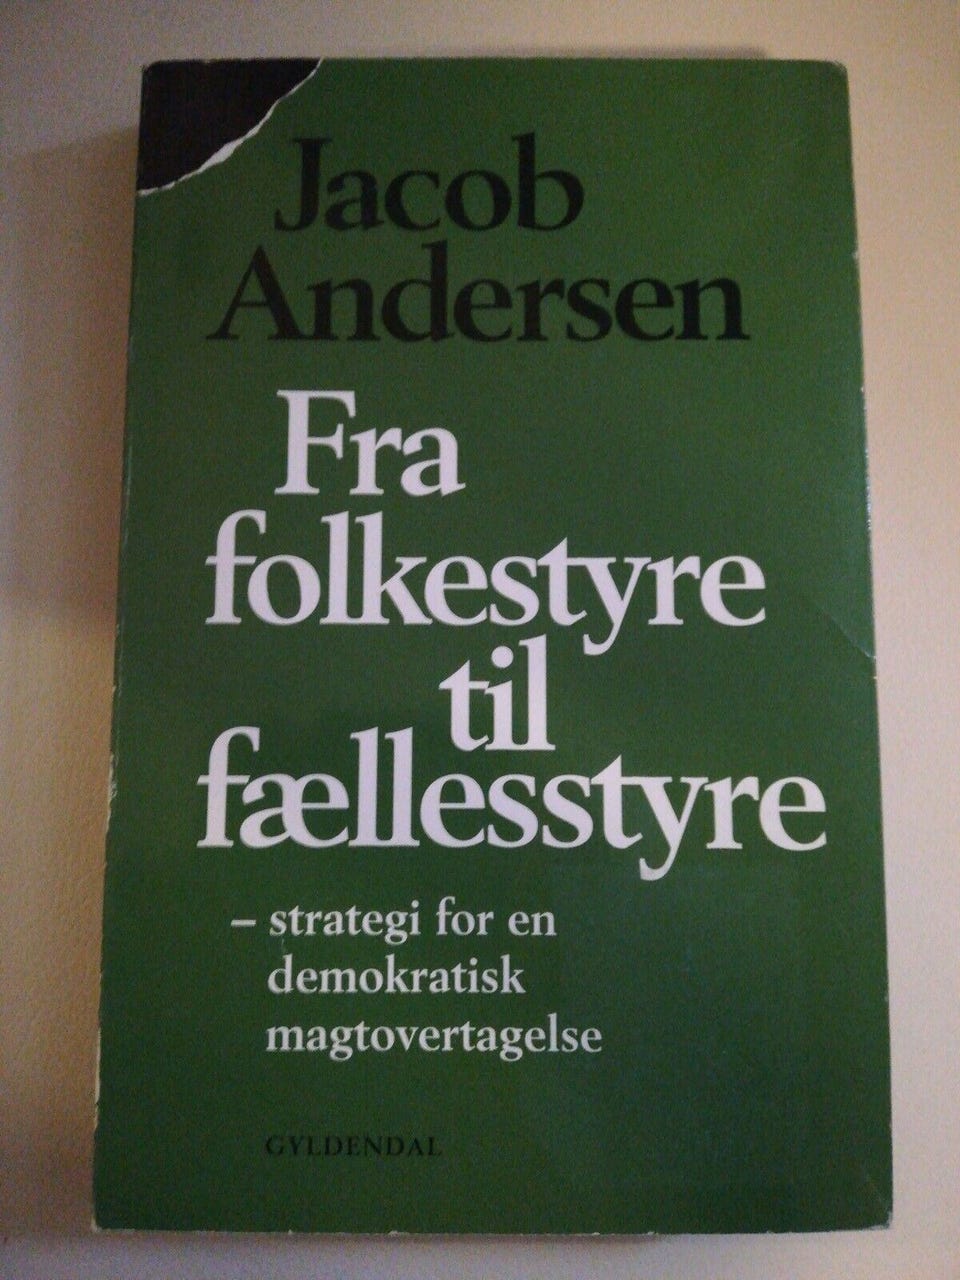 Jacob
Andersen
Fra
folkestyre
til
fællesstyre
– strategi for en
demokratisk
magtovertagelse
GYLDENDAL